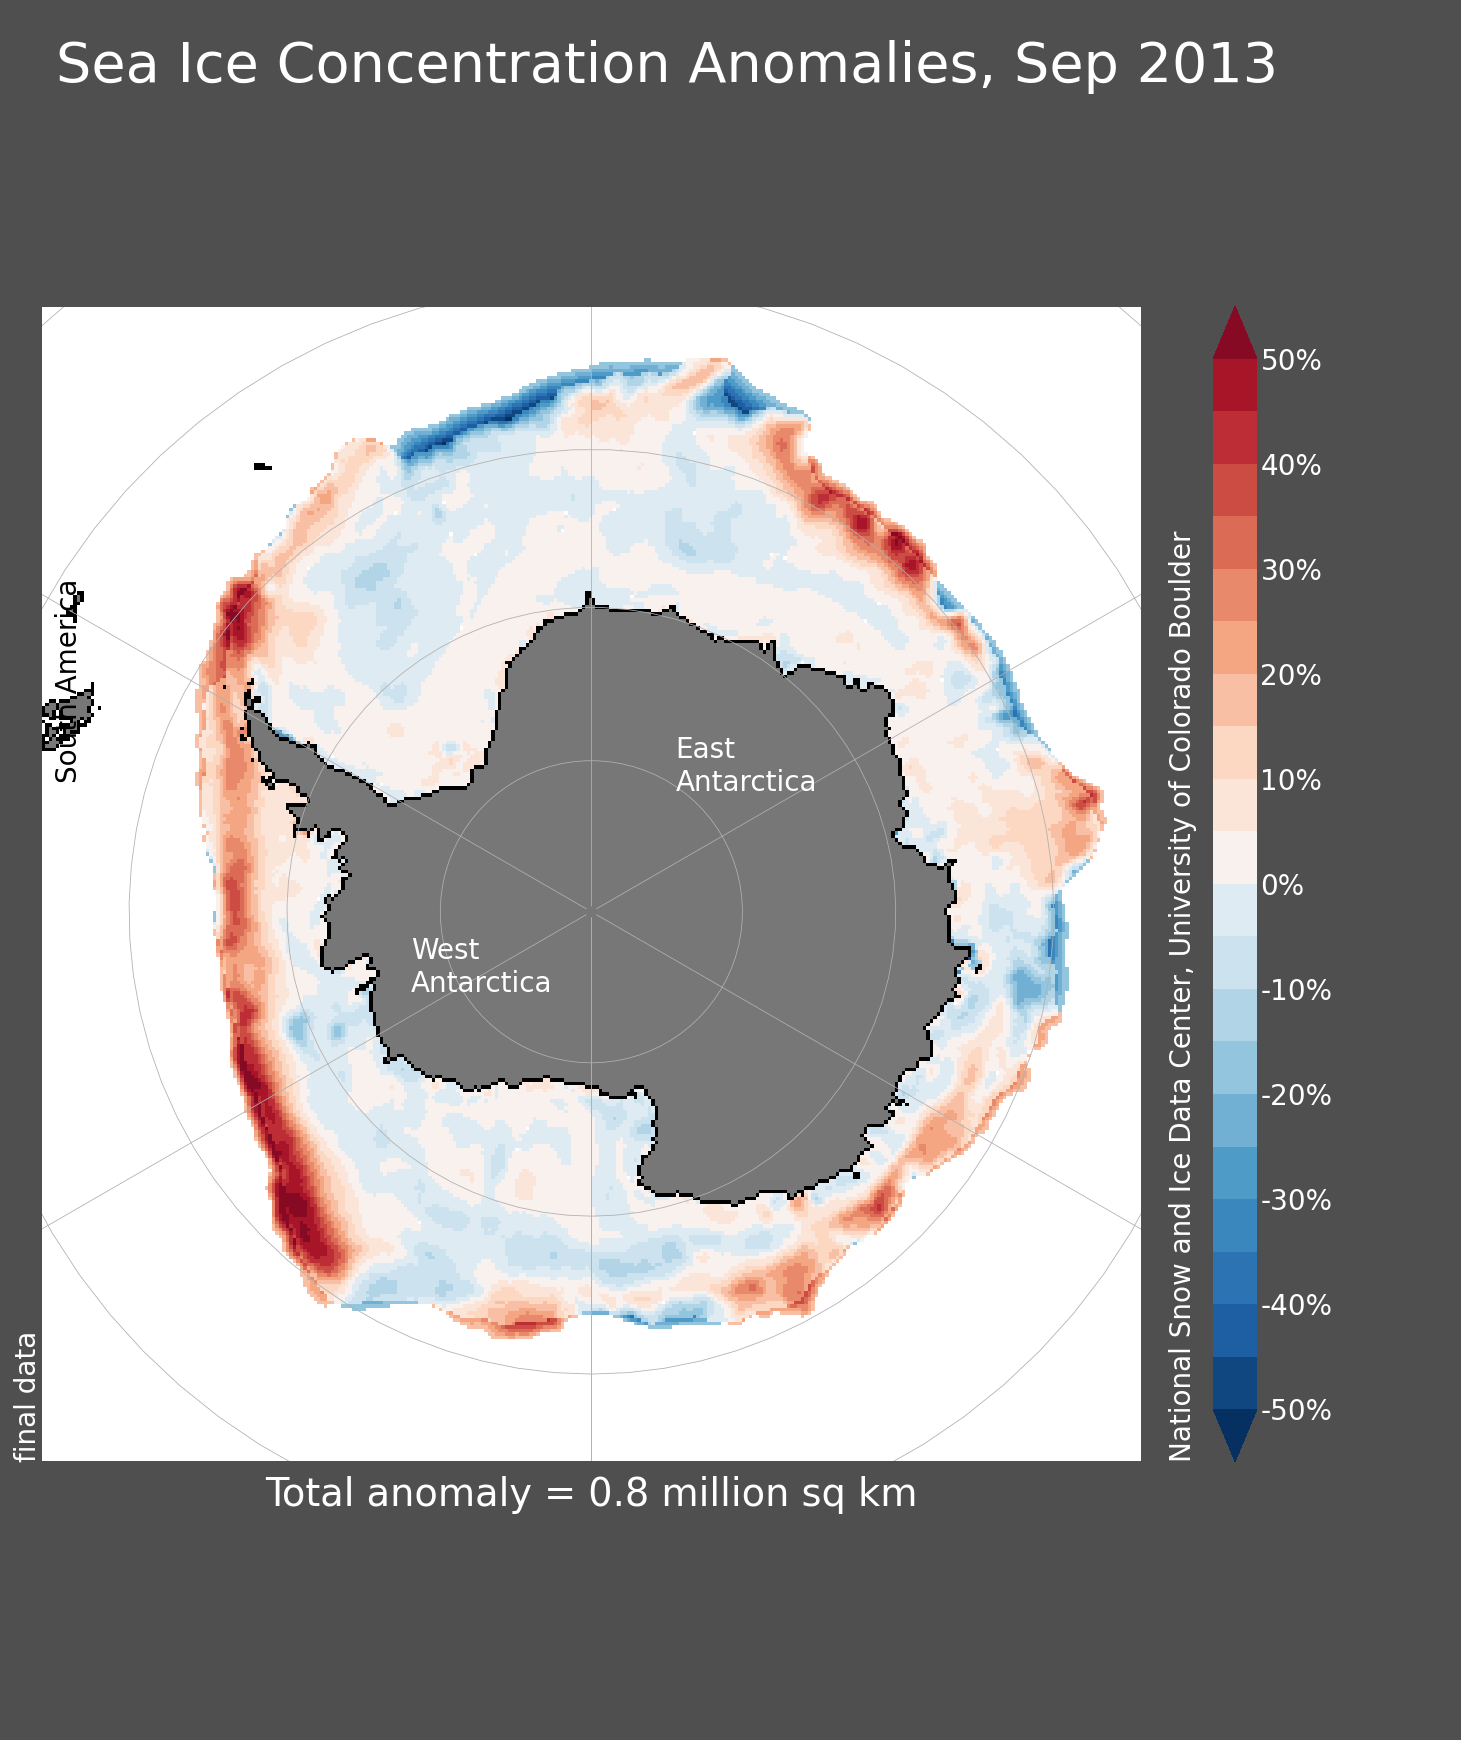 Sea Ice Concentration Anomalies, Sep 2013
South America
East
Antarctica
West
Antarctica
final data
National Snow and Ice Data Center, University of Colorado Boulder
50%
40%
30%
20%
10%
0%
-10%
-20%
-30%
-40%
-50%
Total anomaly = 0.8 million sq km